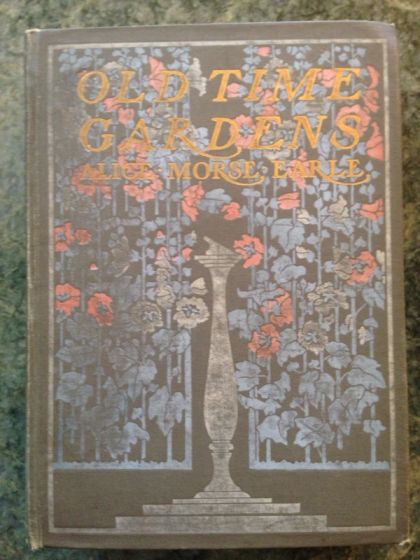 OLD TIME
GARDENS
ALICE · MORSE · EARLE